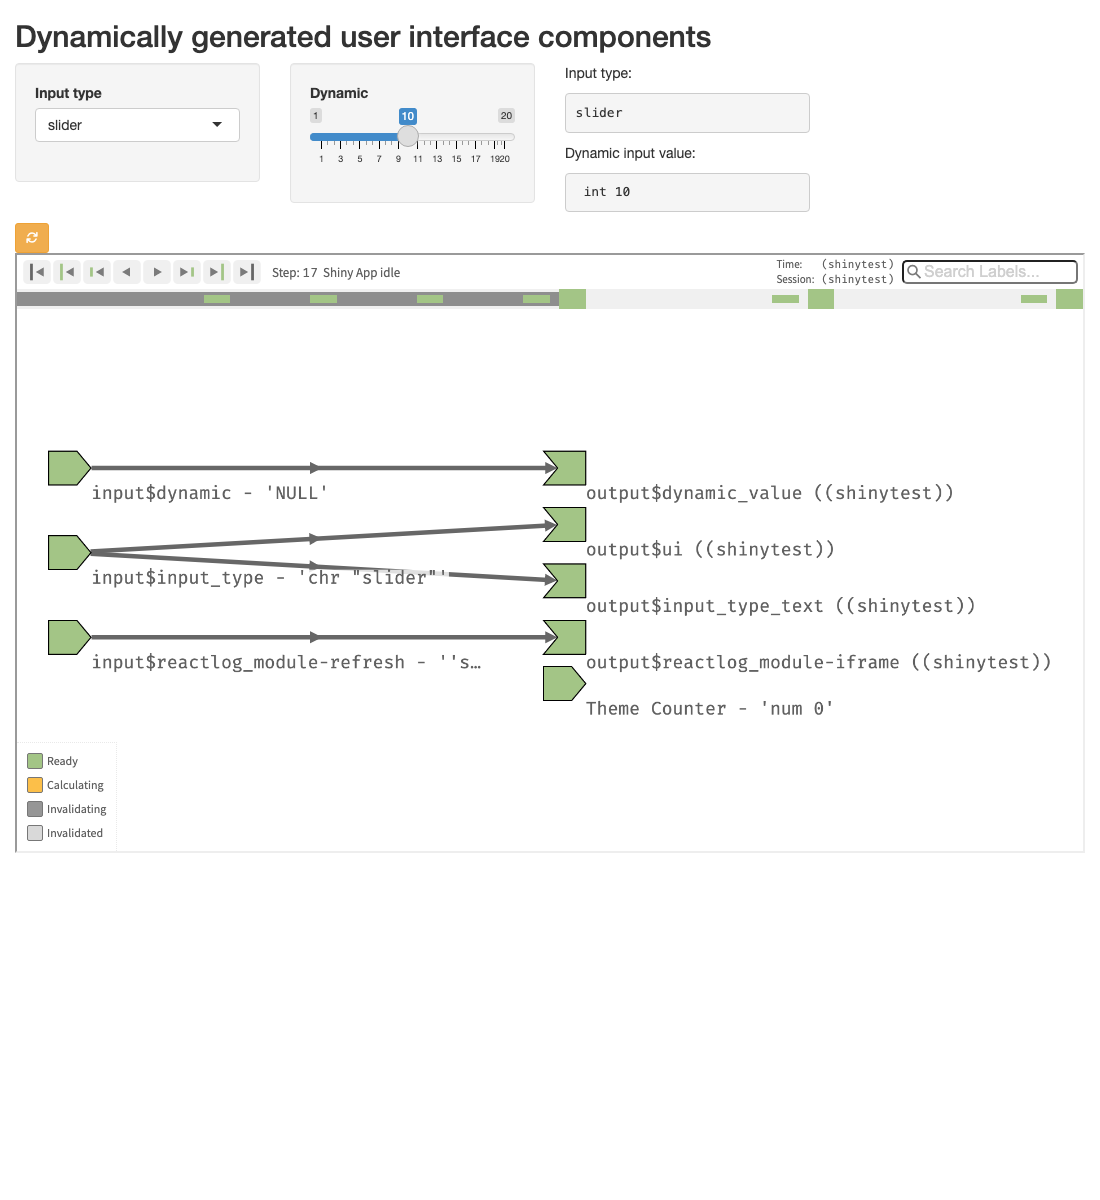 Dynamically generated user interface components
Input type
slider
Dynamic
1 10 20
1 3 5 7 9 11 13 15 17 19 20
Input type:
slider
Dynamic input value:
int 10
Step: 17 Shiny App idle
Time: (shinytest)
Session: (shinytest)
Search Labels...
input$dynamic - 'NULL'
output$dynamic_value ((shinytest))
output$ui ((shinytest))
input$input_type - 'chr "slider"'
output$input_type_text ((shinytest))
input$reactlog_module-refresh - ''s…
output$reactlog_module-iframe ((shinytest))
Theme Counter - 'num 0'
Ready
Calculating
Invalidating
Invalidated